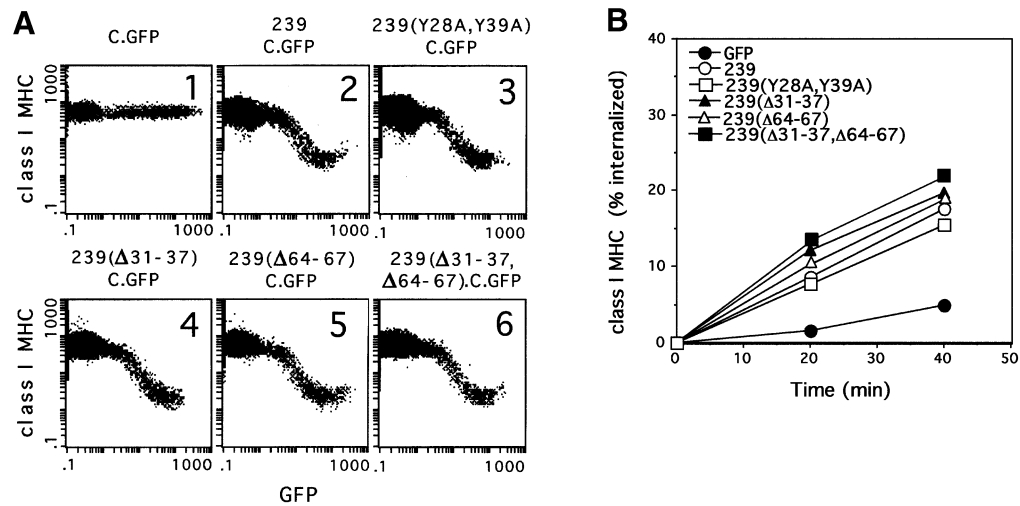 A
C.GFP
239
C.GFP
239(Y28A,Y39A)
C.GFP
class I MHC
1000
.1
1
2
3
.1 1000 .1 1000 .1 1000
239(Δ31-37)
C.GFP
239(Δ64-67)
C.GFP
239(Δ31-37,
Δ64-67).C.GFP
class I MHC
1000
.1
4
5
6
.1 1000 .1 1000 .1 1000
GFP
B
class I MHC (% internalized)
40
30
20
10
0
GFP
239
239(Y28A,Y39A)
239(Δ31-37)
239(Δ64-67)
239(Δ31-37,Δ64-67)
0 10 20 30 40 50
Time (min)